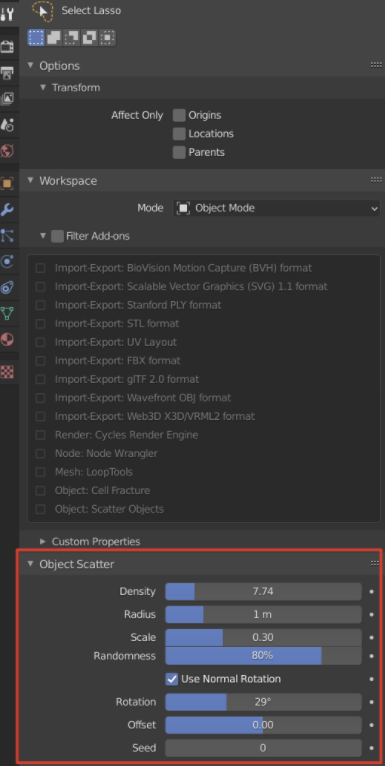 Select Lasso
Options
Transform
Affect Only Origins
Locations
Parents
Workspace
Mode Object Mode
Filter Add-ons
Import-Export: BioVision Motion Capture (BVH) format
Import-Export: Scalable Vector Graphics (SVG) 1.1 format
Import-Export: Stanford PLY format
Import-Export: STL format
Import-Export: UV Layout
Import-Export: FBX format
Import-Export: glTF 2.0 format
Import-Export: Wavefront OBJ format
Import-Export: Web3D X3D/VRML2 format
Render: Cycles Render Engine
Node: Node Wrangler
Mesh: LoopTools
Object: Cell Fracture
Object: Scatter Objects
Custom Properties
Object Scatter
Density 7.74
Radius 1 m
Scale 0.30
Randomness 80%
Use Normal Rotation
Rotation 29°
Offset 0.00
Seed 0